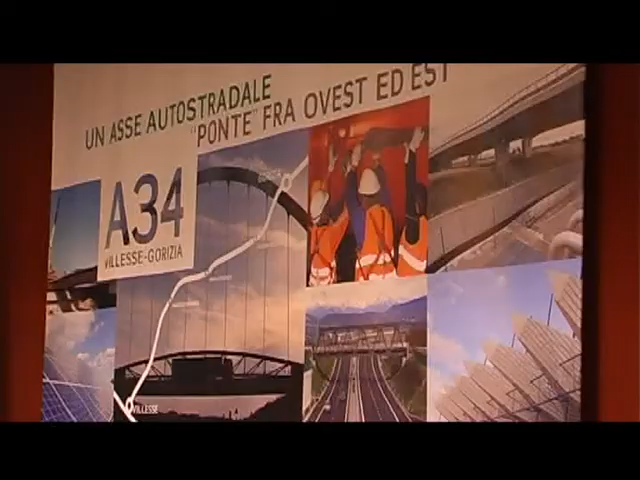 UN ASSE AUTOSTRADALE
"PONTE" FRA OVEST ED EST
A34
VILLESSE-GORIZIA
VILLESSE